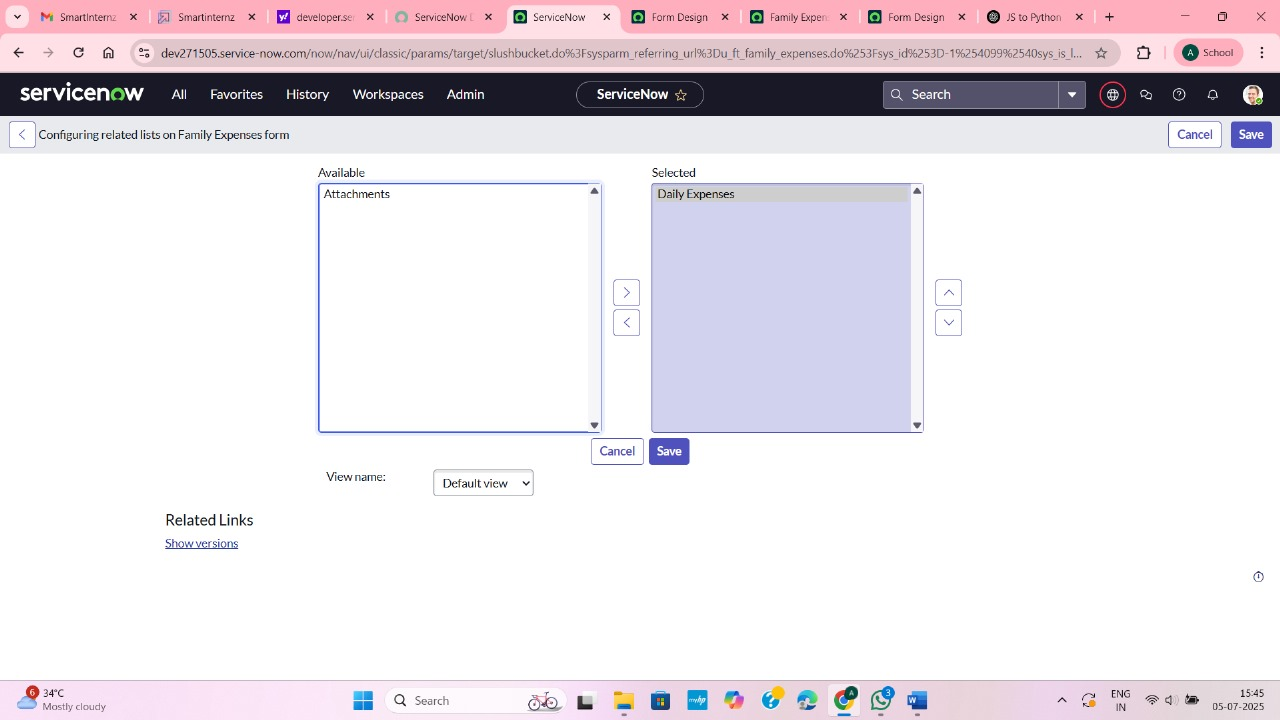 SmartInternz
Smartinternz
developer.ser
ServiceNow D
ServiceNow
Form Design
Family Expen
Form Design
JS to Python
dev271505.service-now.com/now/nav/ui/classic/params/target/slushbucket.do%3Fsysparm_referring_url%3Du_ft_family_expenses.do%253Fsys_id%253D-1%254099%2540sys_is_l...
A School
servicenow All Favorites History Workspaces Admin ServiceNow Search
Configuring related lists on Family Expenses form Cancel Save
Available Selected
Attachments Daily Expenses
Cancel Save
View name: Default view
Related Links
Show versions
6 34°C
Mostly cloudy
Search
A
3
ENG
IN
15:45
05-07-2025